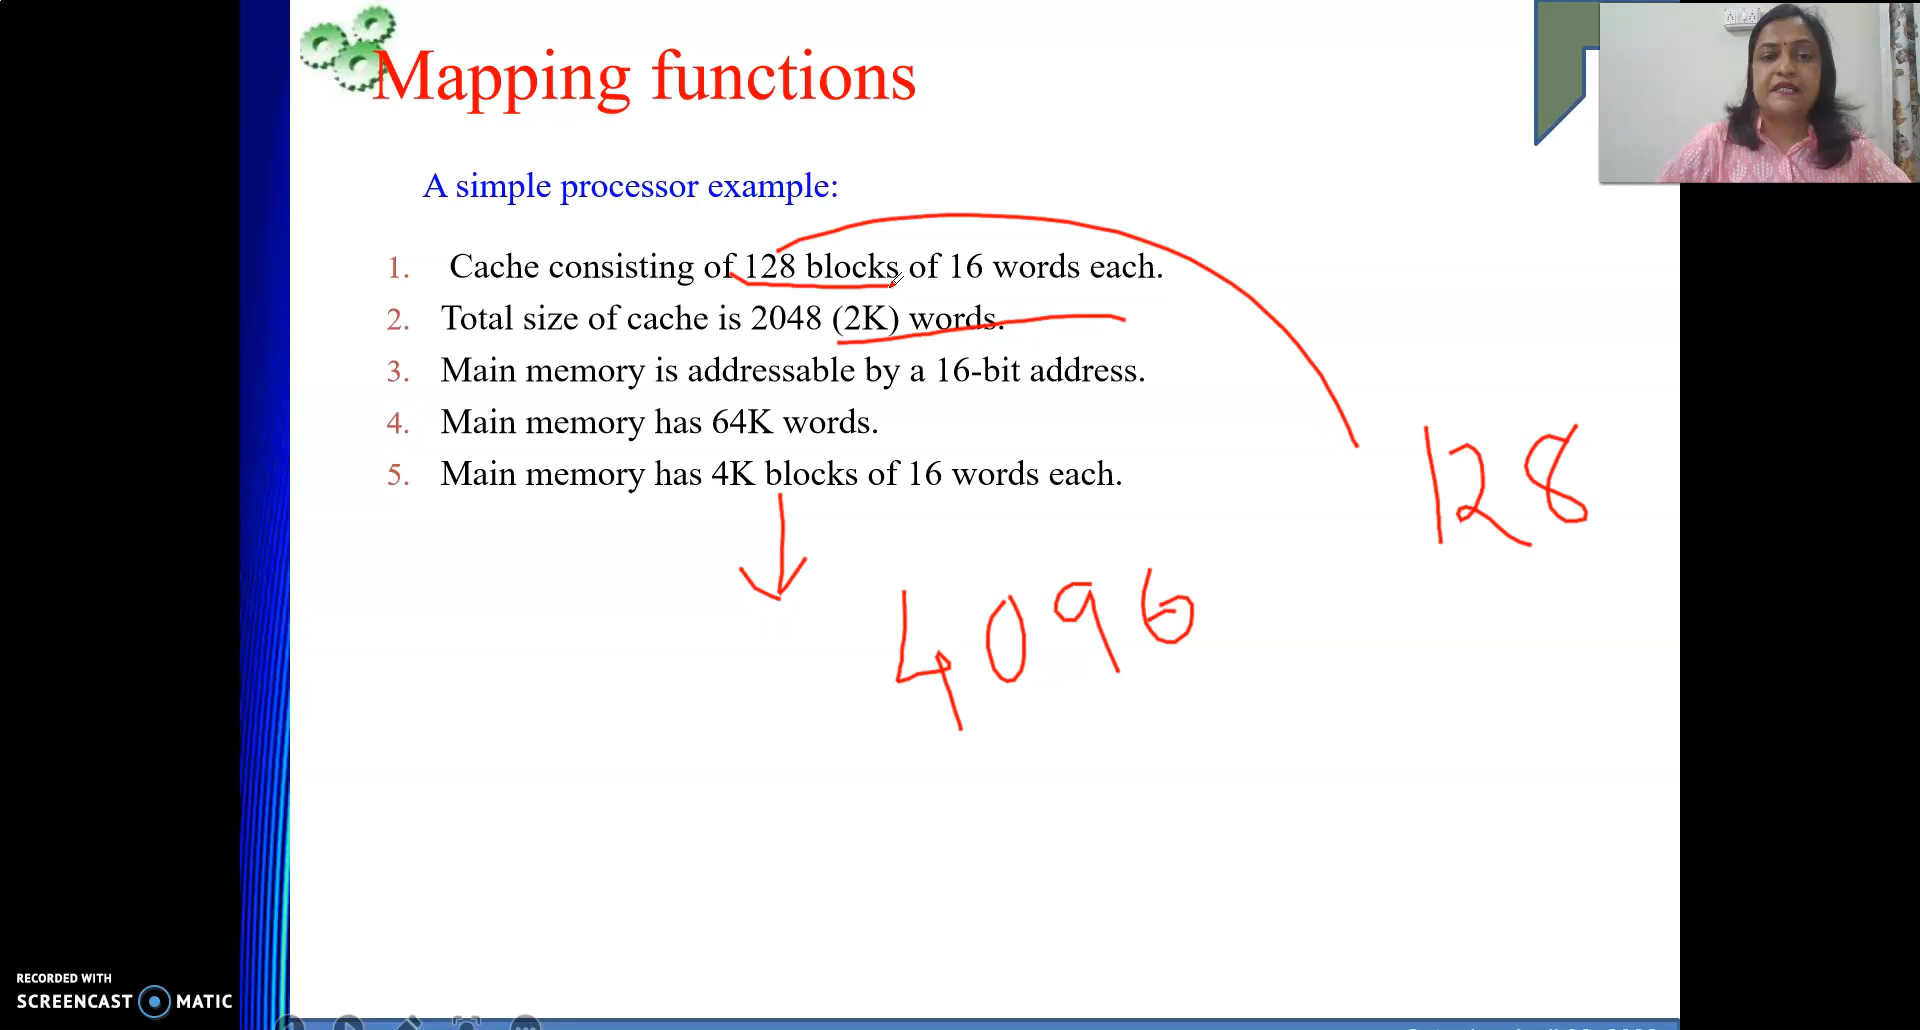 Mapping functions
A simple processor example:
1. Cache consisting of 128 blocks of 16 words each.
2. Total size of cache is 2048 (2K) words.
3. Main memory is addressable by a 16-bit address.
4. Main memory has 64K words.
5. Main memory has 4K blocks of 16 words each.
128
4096
RECORDED WITH
SCREENCAST MATIC